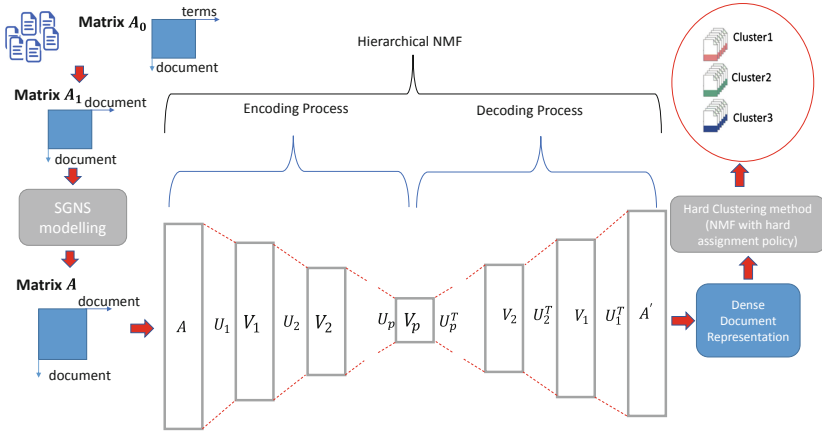 Matrix A₀
terms
document
Matrix A₁
document
document
SGNS
modelling
Matrix A
document
document
Hierarchical NMF
Encoding Process
Decoding Process
A
U₁
V₁
U₂
V₂
Uₚ
Vₚ
Uₚᵀ
V₂
U₂ᵀ
V₁
U₁ᵀ
A′
Cluster1
Cluster2
Cluster3
Hard Clustering method
(NMF with hard
assignment policy)
Dense
Document
Representation